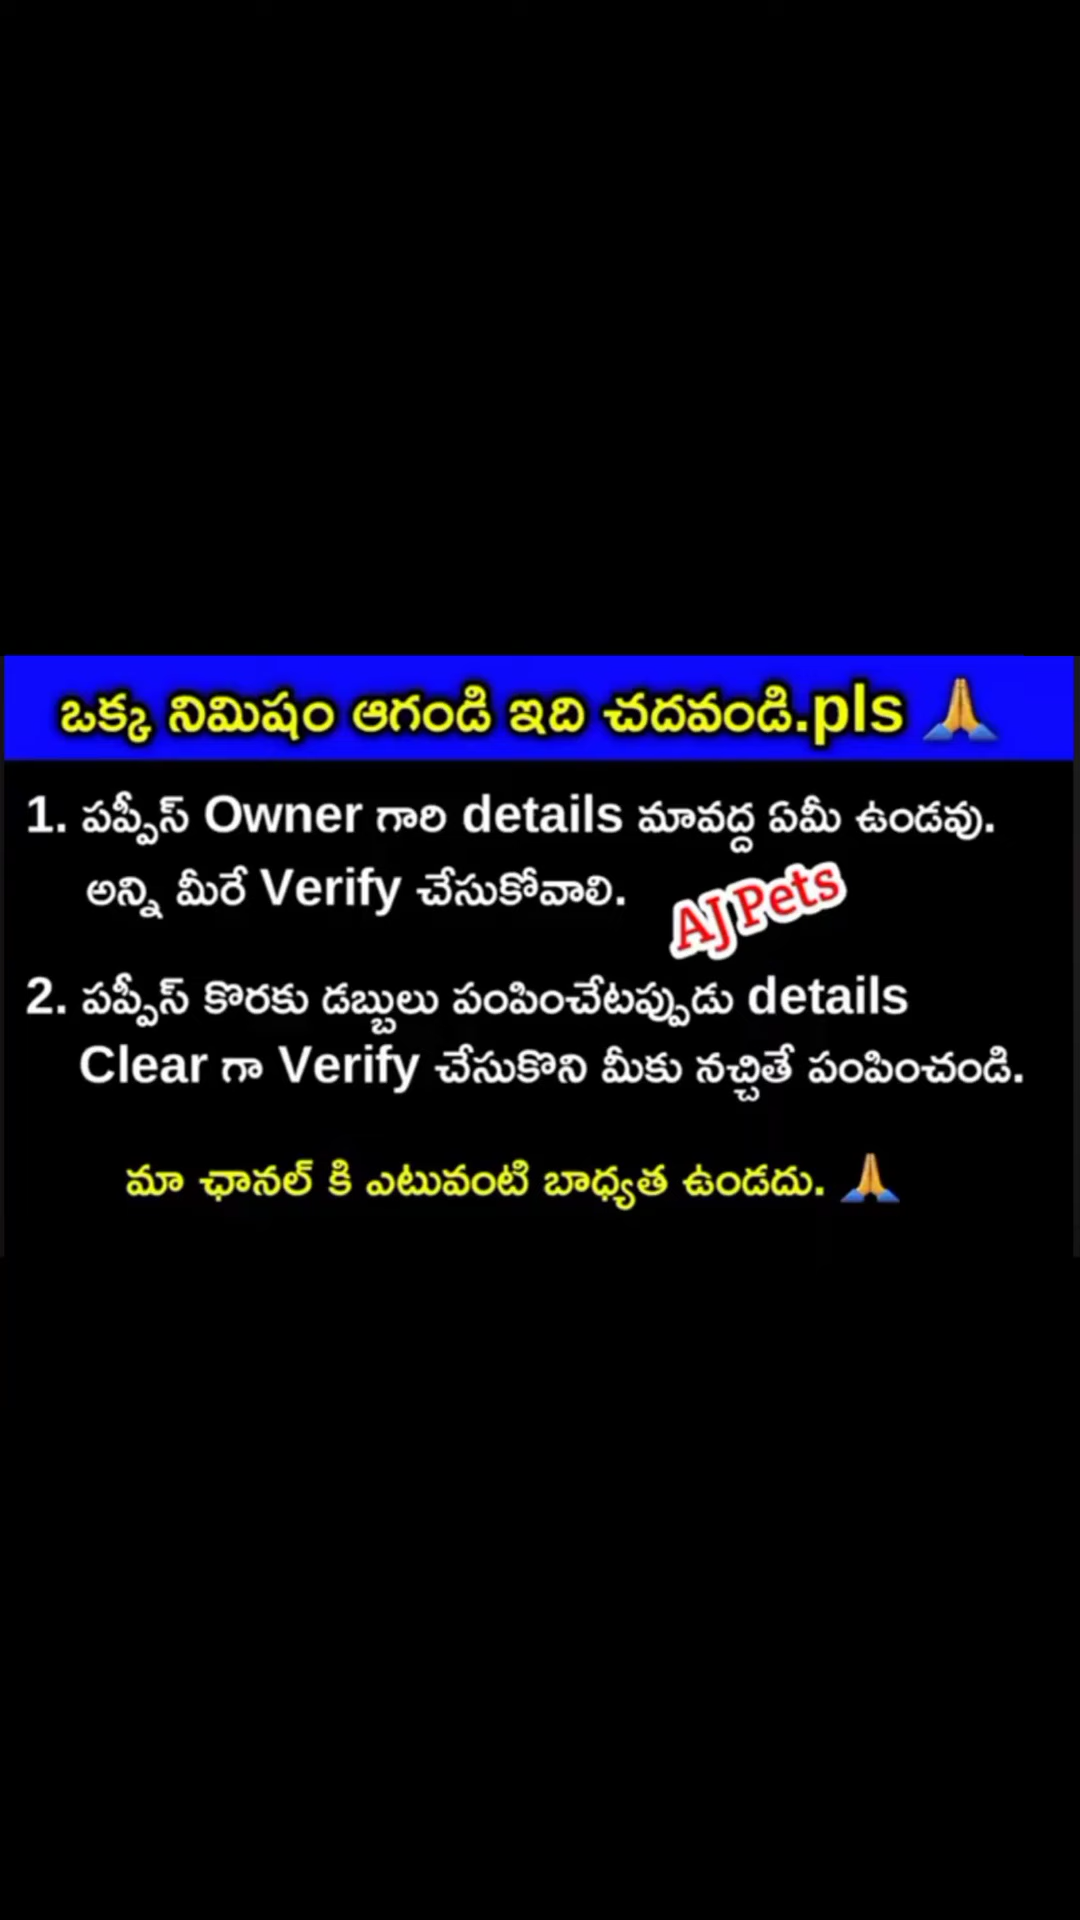 ఒక్క నిమిషం ఆగండి ఇది చదవండి.pls 🙏
1. పప్పీస్ Owner గారి details మావద్ద ఏమీ ఉండవు.
అన్ని మీరే Verify చేసుకోవాలి.
AJ Pets
2. పప్పీస్ కొరకు డబ్బులు పంపించేటప్పుడు details
Clear గా Verify చేసుకొని మీకు నచ్చితే పంపించండి.
మా ఛానల్ కి ఎటువంటి బాధ్యత ఉండదు. 🙏